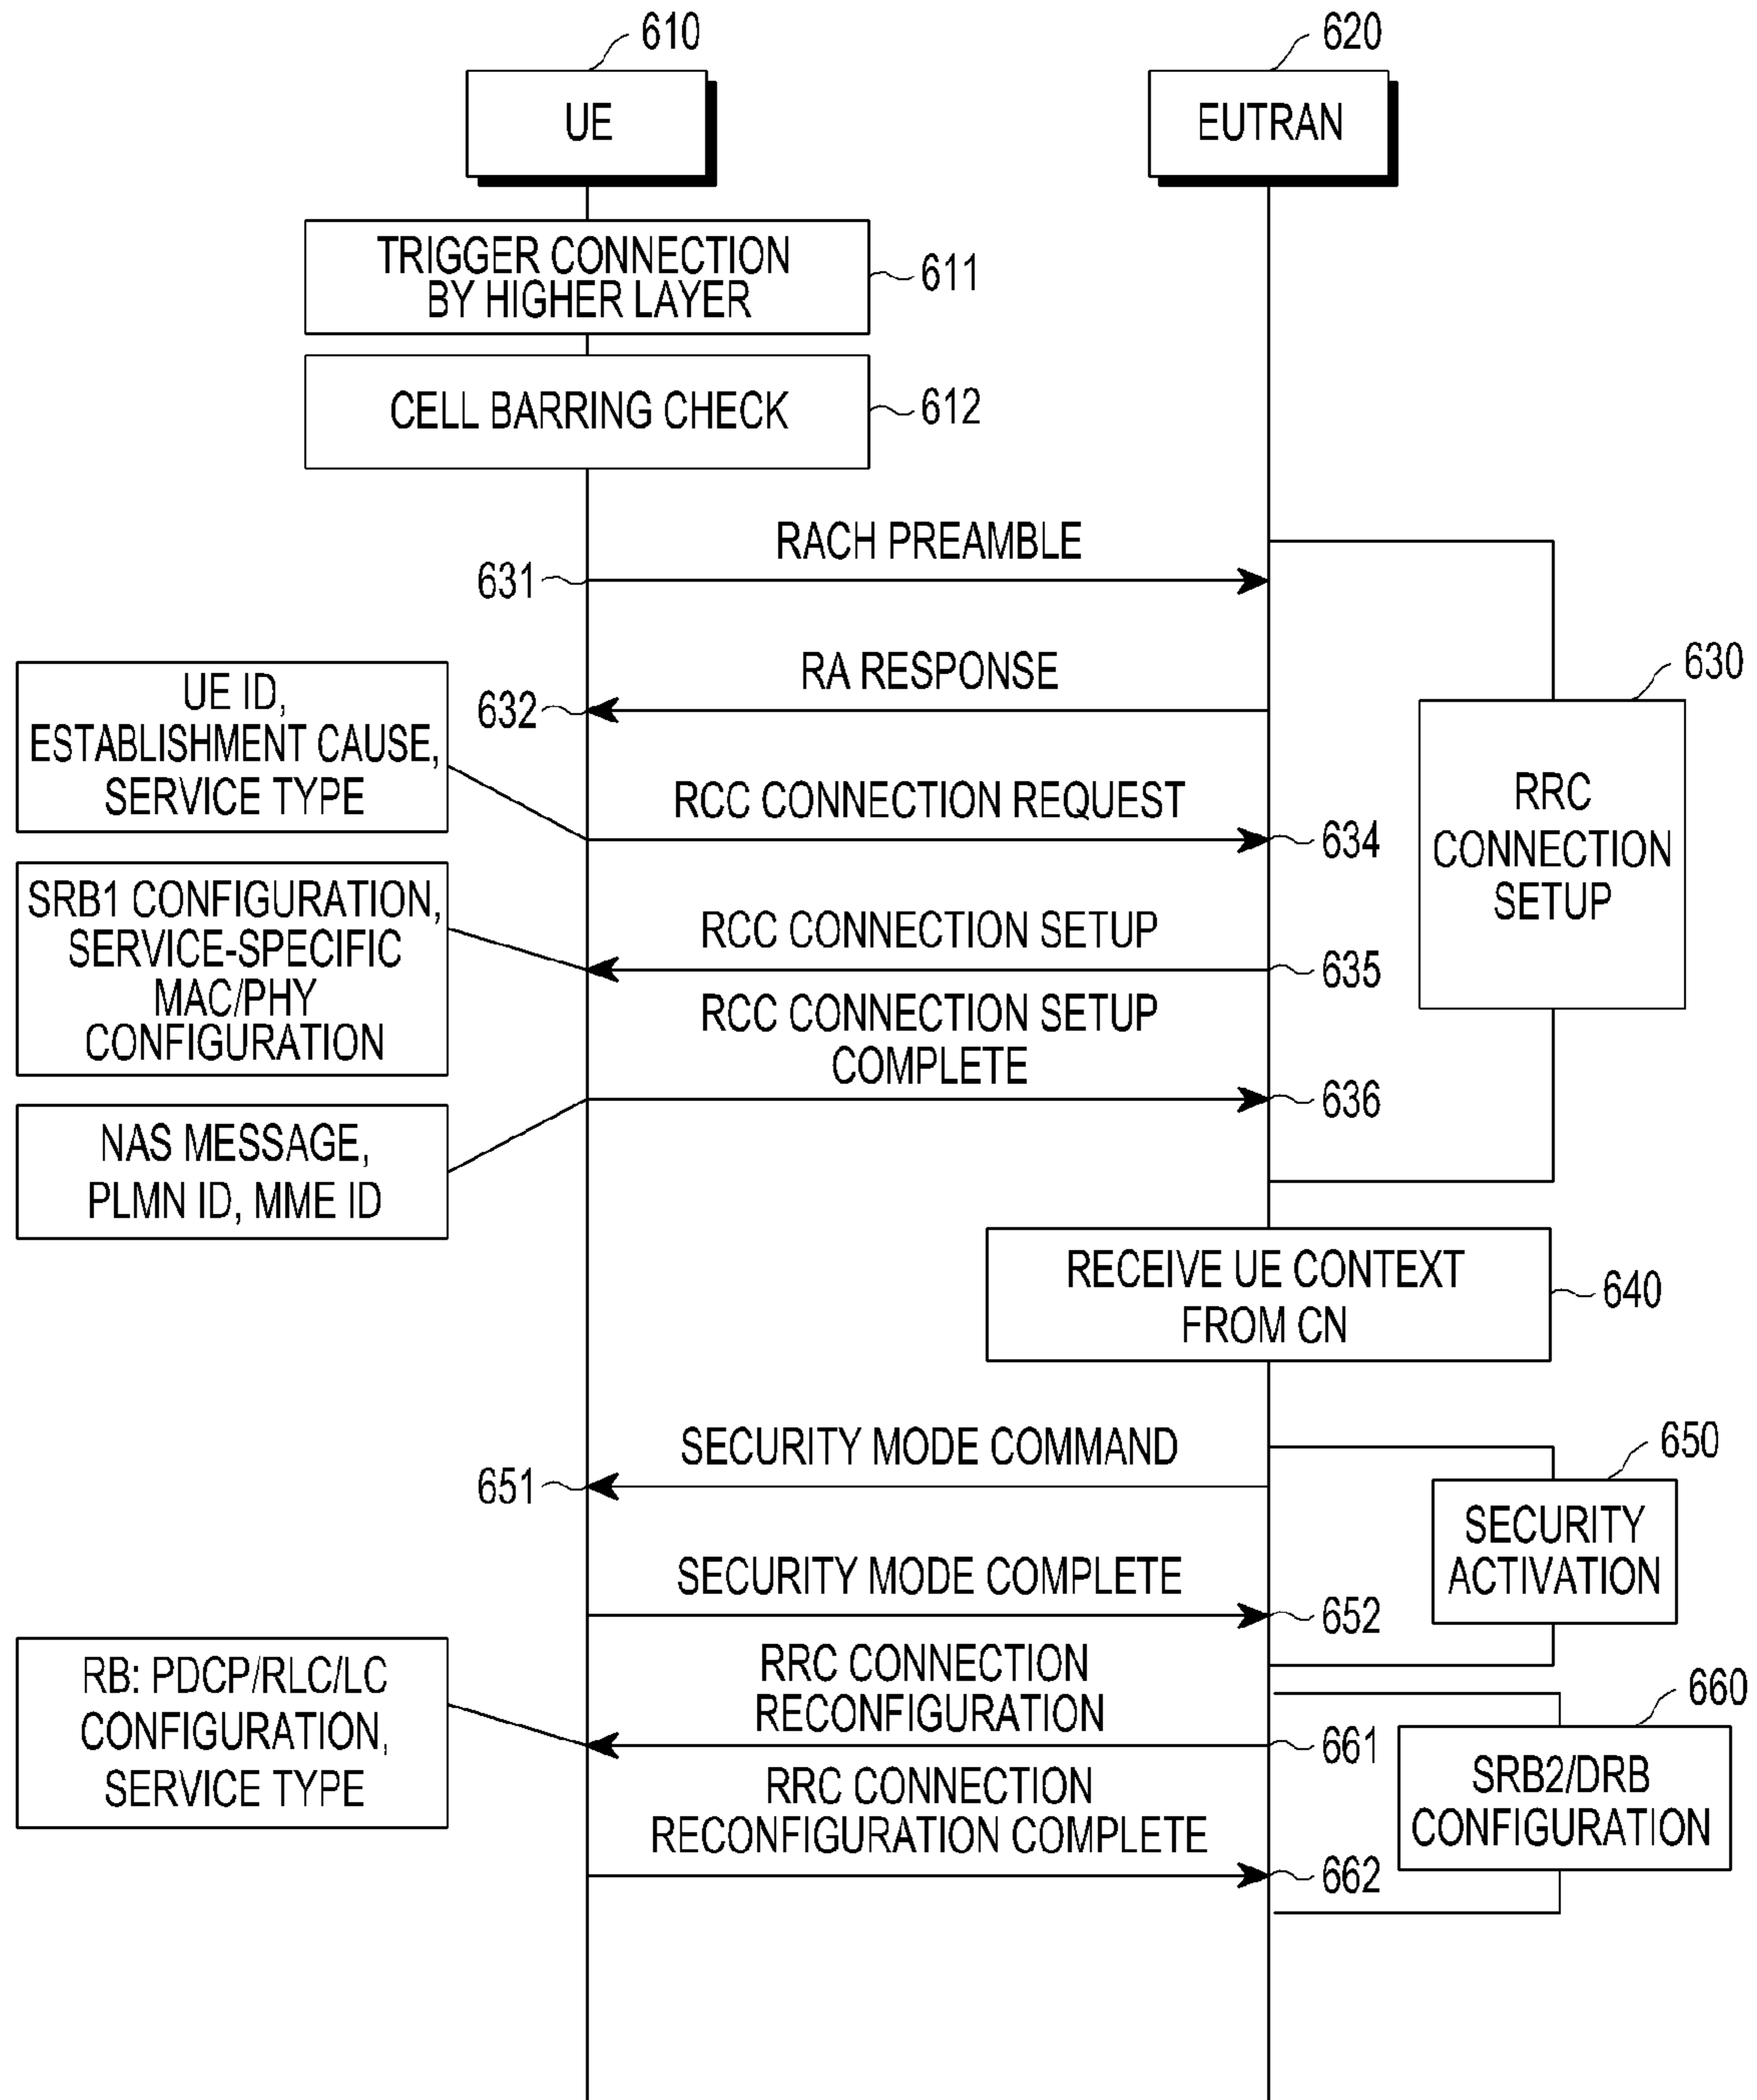 610
620
UE
EUTRAN
TRIGGER CONNECTION
BY HIGHER LAYER
611
CELL BARRING CHECK
612
RACH PREAMBLE
631
RA RESPONSE
632
630
RRC
CONNECTION
SETUP
UE ID,
ESTABLISHMENT CAUSE,
SERVICE TYPE
RCC CONNECTION REQUEST
634
SRB1 CONFIGURATION,
SERVICE-SPECIFIC
MAC/PHY
CONFIGURATION
RCC CONNECTION SETUP
635
RCC CONNECTION SETUP
COMPLETE
636
NAS MESSAGE,
PLMN ID, MME ID
RECEIVE UE CONTEXT
FROM CN
640
SECURITY MODE COMMAND
651
650
SECURITY
ACTIVATION
SECURITY MODE COMPLETE
652
RB: PDCP/RLC/LC
CONFIGURATION,
SERVICE TYPE
RRC CONNECTION
RECONFIGURATION
661
660
SRB2/DRB
CONFIGURATION
RRC CONNECTION
RECONFIGURATION COMPLETE
662